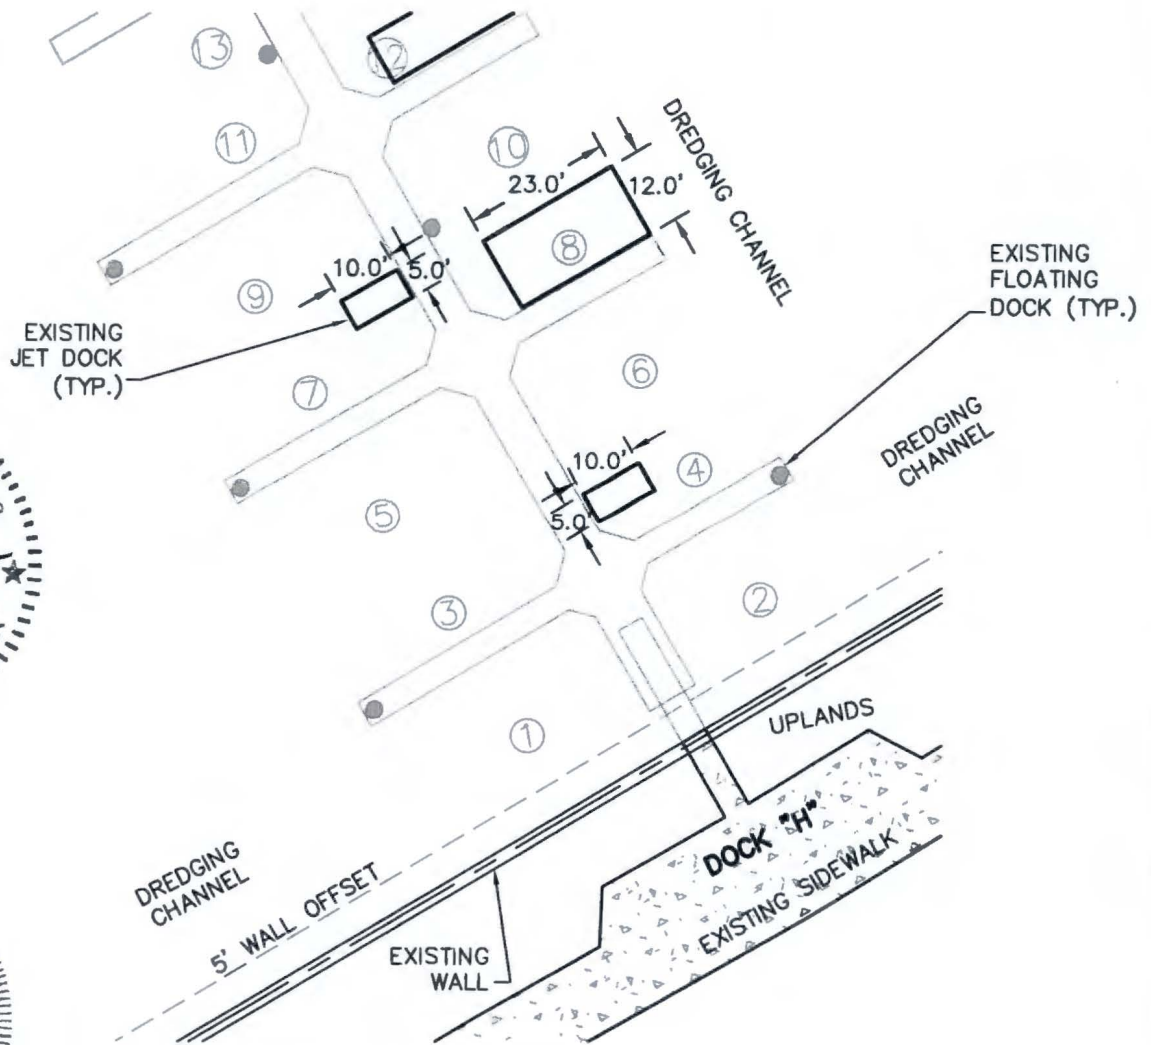 13
12
11
10
DREDGING CHANNEL
23.0'
12.0'
8
10.0'
5.0'
9
EXISTING
JET DOCK
(TYP.)
EXISTING
FLOATING
DOCK (TYP.)
7
6
DREDGING
CHANNEL
10.0'
4
5.0'
5
3
2
1
UPLANDS
DOCK "H"
EXISTING SIDEWALK
DREDGING
CHANNEL
5' WALL OFFSET
EXISTING
WALL